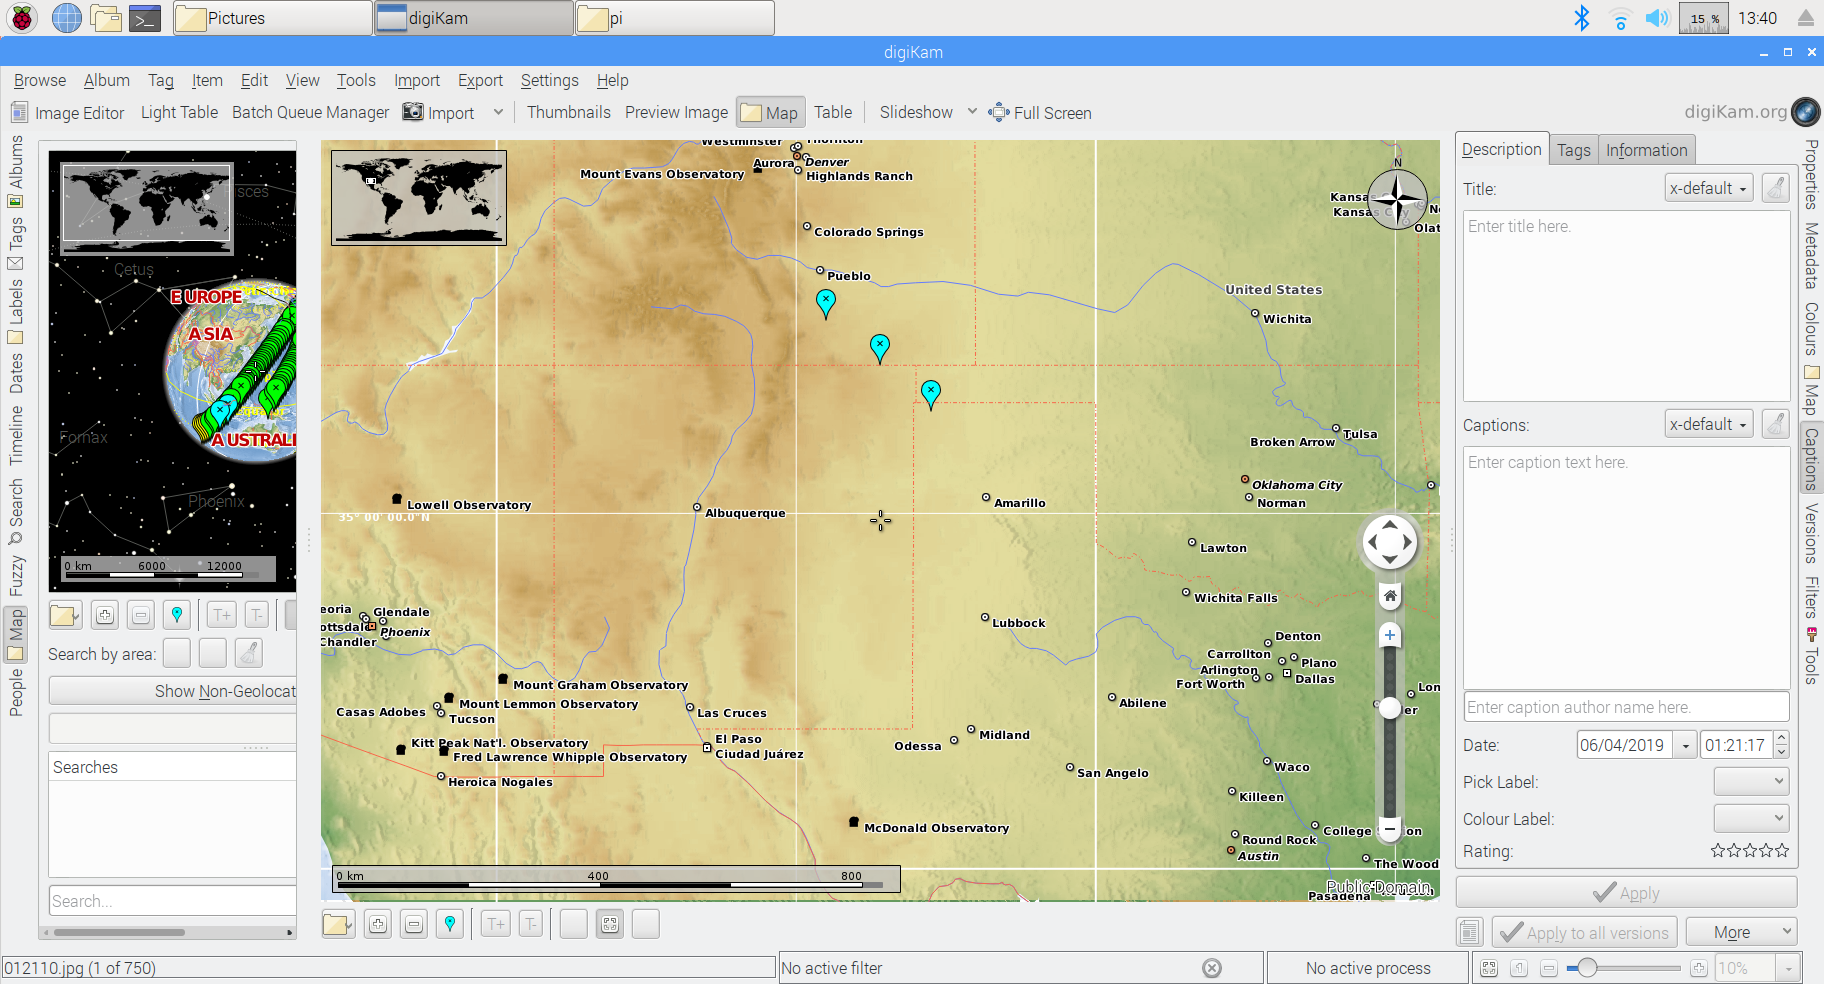 Pictures
digiKam
pi
15 %
13:40
digiKam
Browse Album Tag Item Edit View Tools Import Export Settings Help
Image Editor Light Table Batch Queue Manager Import Thumbnails Preview Image Map Table Slideshow Full Screen
digiKam.org
Albums
Tags
Labels
Dates
Timeline
Search
Fuzzy
Map
People
Cetus
EUROPE
ASIA
AUSTRALI
Fornax
Phoenix
0 km 6000 12000
T+ T-
Search by area:
Show Non-Geolocat
Searches
Search...
Westminster
Thornton
Aurora
Denver
Mount Evans Observatory
Highlands Ranch
Colorado Springs
Pueblo
N
Kansas
Kansas City
Olat
United States
Wichita
Tulsa
Broken Arrow
Oklahoma City
Norman
Lowell Observatory
35° 00' 00.0"N
Albuquerque
Amarillo
Lawton
Wichita Falls
eoria
Glendale
ottsdale
Phoenix
Chandler
Lubbock
Denton
Carrollton
Plano
Arlington
Dallas
Fort Worth
Lon
er
Mount Graham Observatory
Mount Lemmon Observatory
Casas Adobes
Tucson
Las Cruces
Abilene
Kitt Peak Nat'l. Observatory
Fred Lawrence Whipple Observatory
El Paso
Ciudad Juárez
Odessa
Midland
Heroica Nogales
San Angelo
Waco
Killeen
McDonald Observatory
College Station
Round Rock
Austin
The Wood
0 km 400 800
Public Domain
Pasadena
T+ T-
Description Tags Information
Title: x-default
Enter title here.
Captions: x-default
Enter caption text here.
Enter caption author name here.
Date: 06/04/2019 01:21:17
Pick Label:
Colour Label:
Rating:
Apply
Apply to all versions
More
Properties
Metadata
Colours
Map
Captions
Versions
Filters
Tools
012110.jpg (1 of 750)
No active filter
No active process
10%